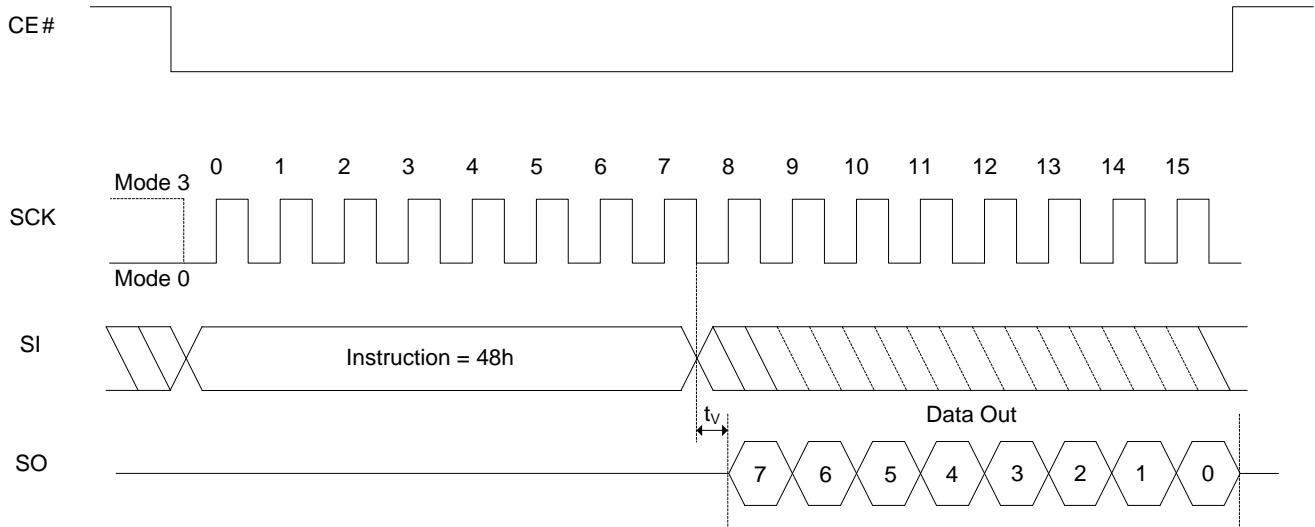 CE#
0 1 2 3 4 5 6 7 8 9 10 11 12 13 14 15
Mode 3
SCK
Mode 0
SI
Instruction = 48h
tV
Data Out
SO
7 6 5 4 3 2 1 0